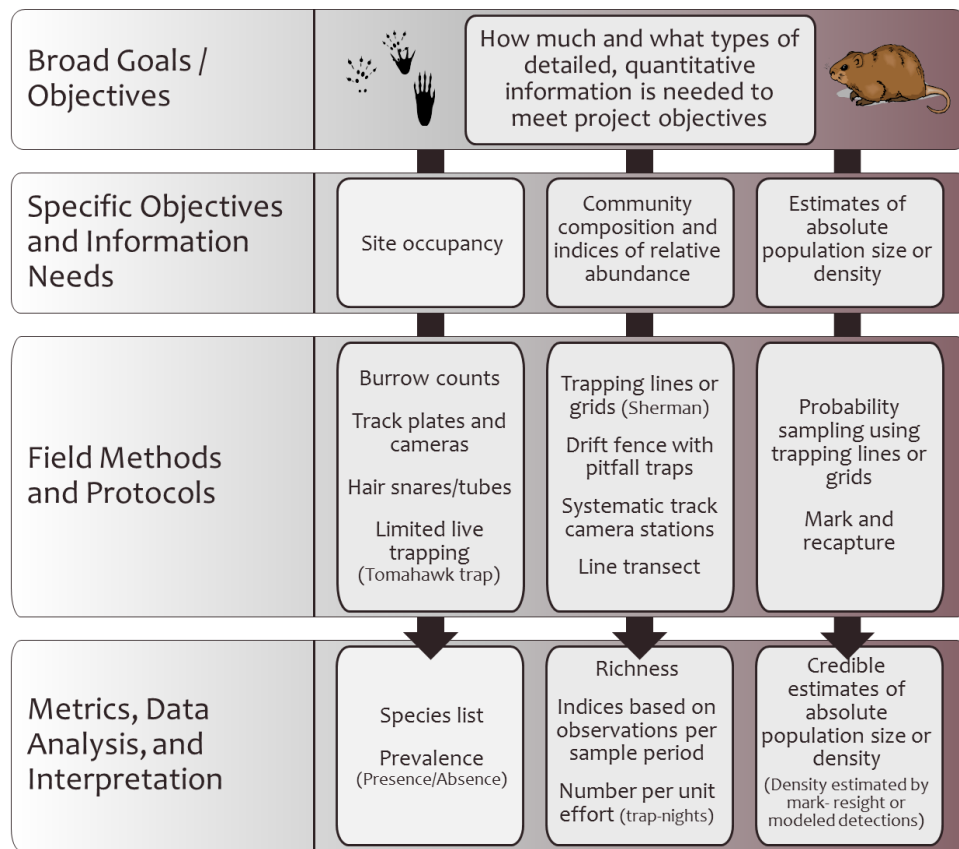 Broad Goals /
Objectives
How much and what types of
detailed, quantitative
information is needed to
meet project objectives
Specific Objectives
and Information
Needs
Site occupancy
Community
composition and
indices of relative
abundance
Estimates of
absolute
population size or
density
Field Methods
and Protocols
Burrow counts
Track plates and
cameras
Hair snares/tubes
Limited live
trapping
(Tomahawk trap)
Trapping lines or
grids (Sherman)
Drift fence with
pitfall traps
Systematic track
camera stations
Line transect
Probability
sampling using
trapping lines or
grids
Mark and
recapture
Metrics, Data
Analysis, and
Interpretation
Species list
Prevalence
(Presence/Absence)
Richness
Indices based on
observations per
sample period
Number per unit
effort (trap-nights)
Credible
estimates of
absolute
population size or
density
(Density estimated by
mark- resight or
modeled detections)